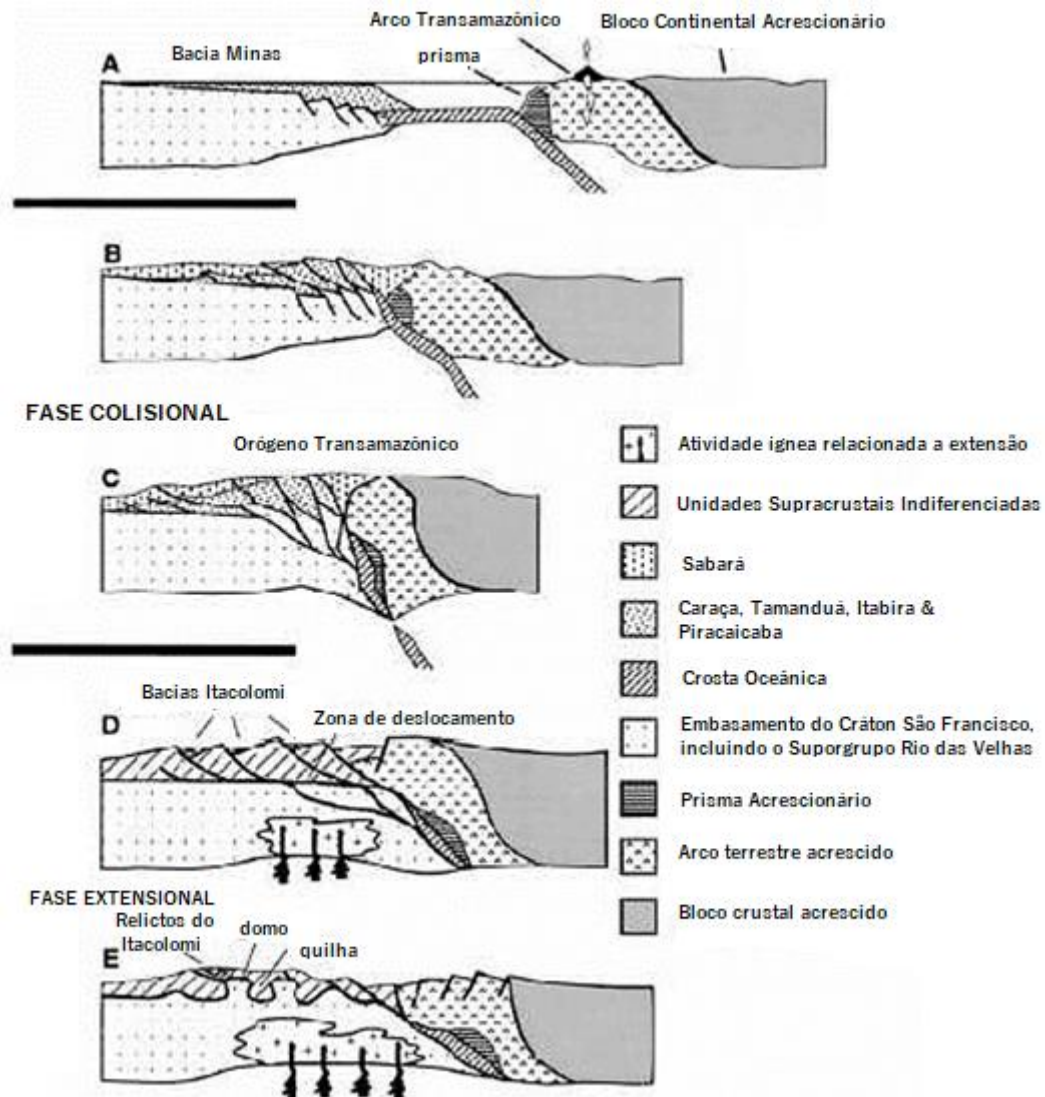 Arco Transamazônico
Bloco Continental Acrescionário
Bacia Minas
prisma
A
B
FASE COLISIONAL
Orógeno Transamazônico
C
Bacias Itacolomi
Zona de deslocamento
D
FASE EXTENSIONAL
Relictos do
Itacolomi
domo
quilha
E
Atividade ignea relacionada a extensão
Unidades Supracrustais Indiferenciadas
Sabará
Caraça, Tamanduá, Itabira &
Piracaicaba
Crosta Oceânica
Embasamento do Cráton São Francisco,
incluindo o Suporgrupo Rio das Velhas
Prisma Acrescionário
Arco terrestre acrescido
Bloco crustal acrescido